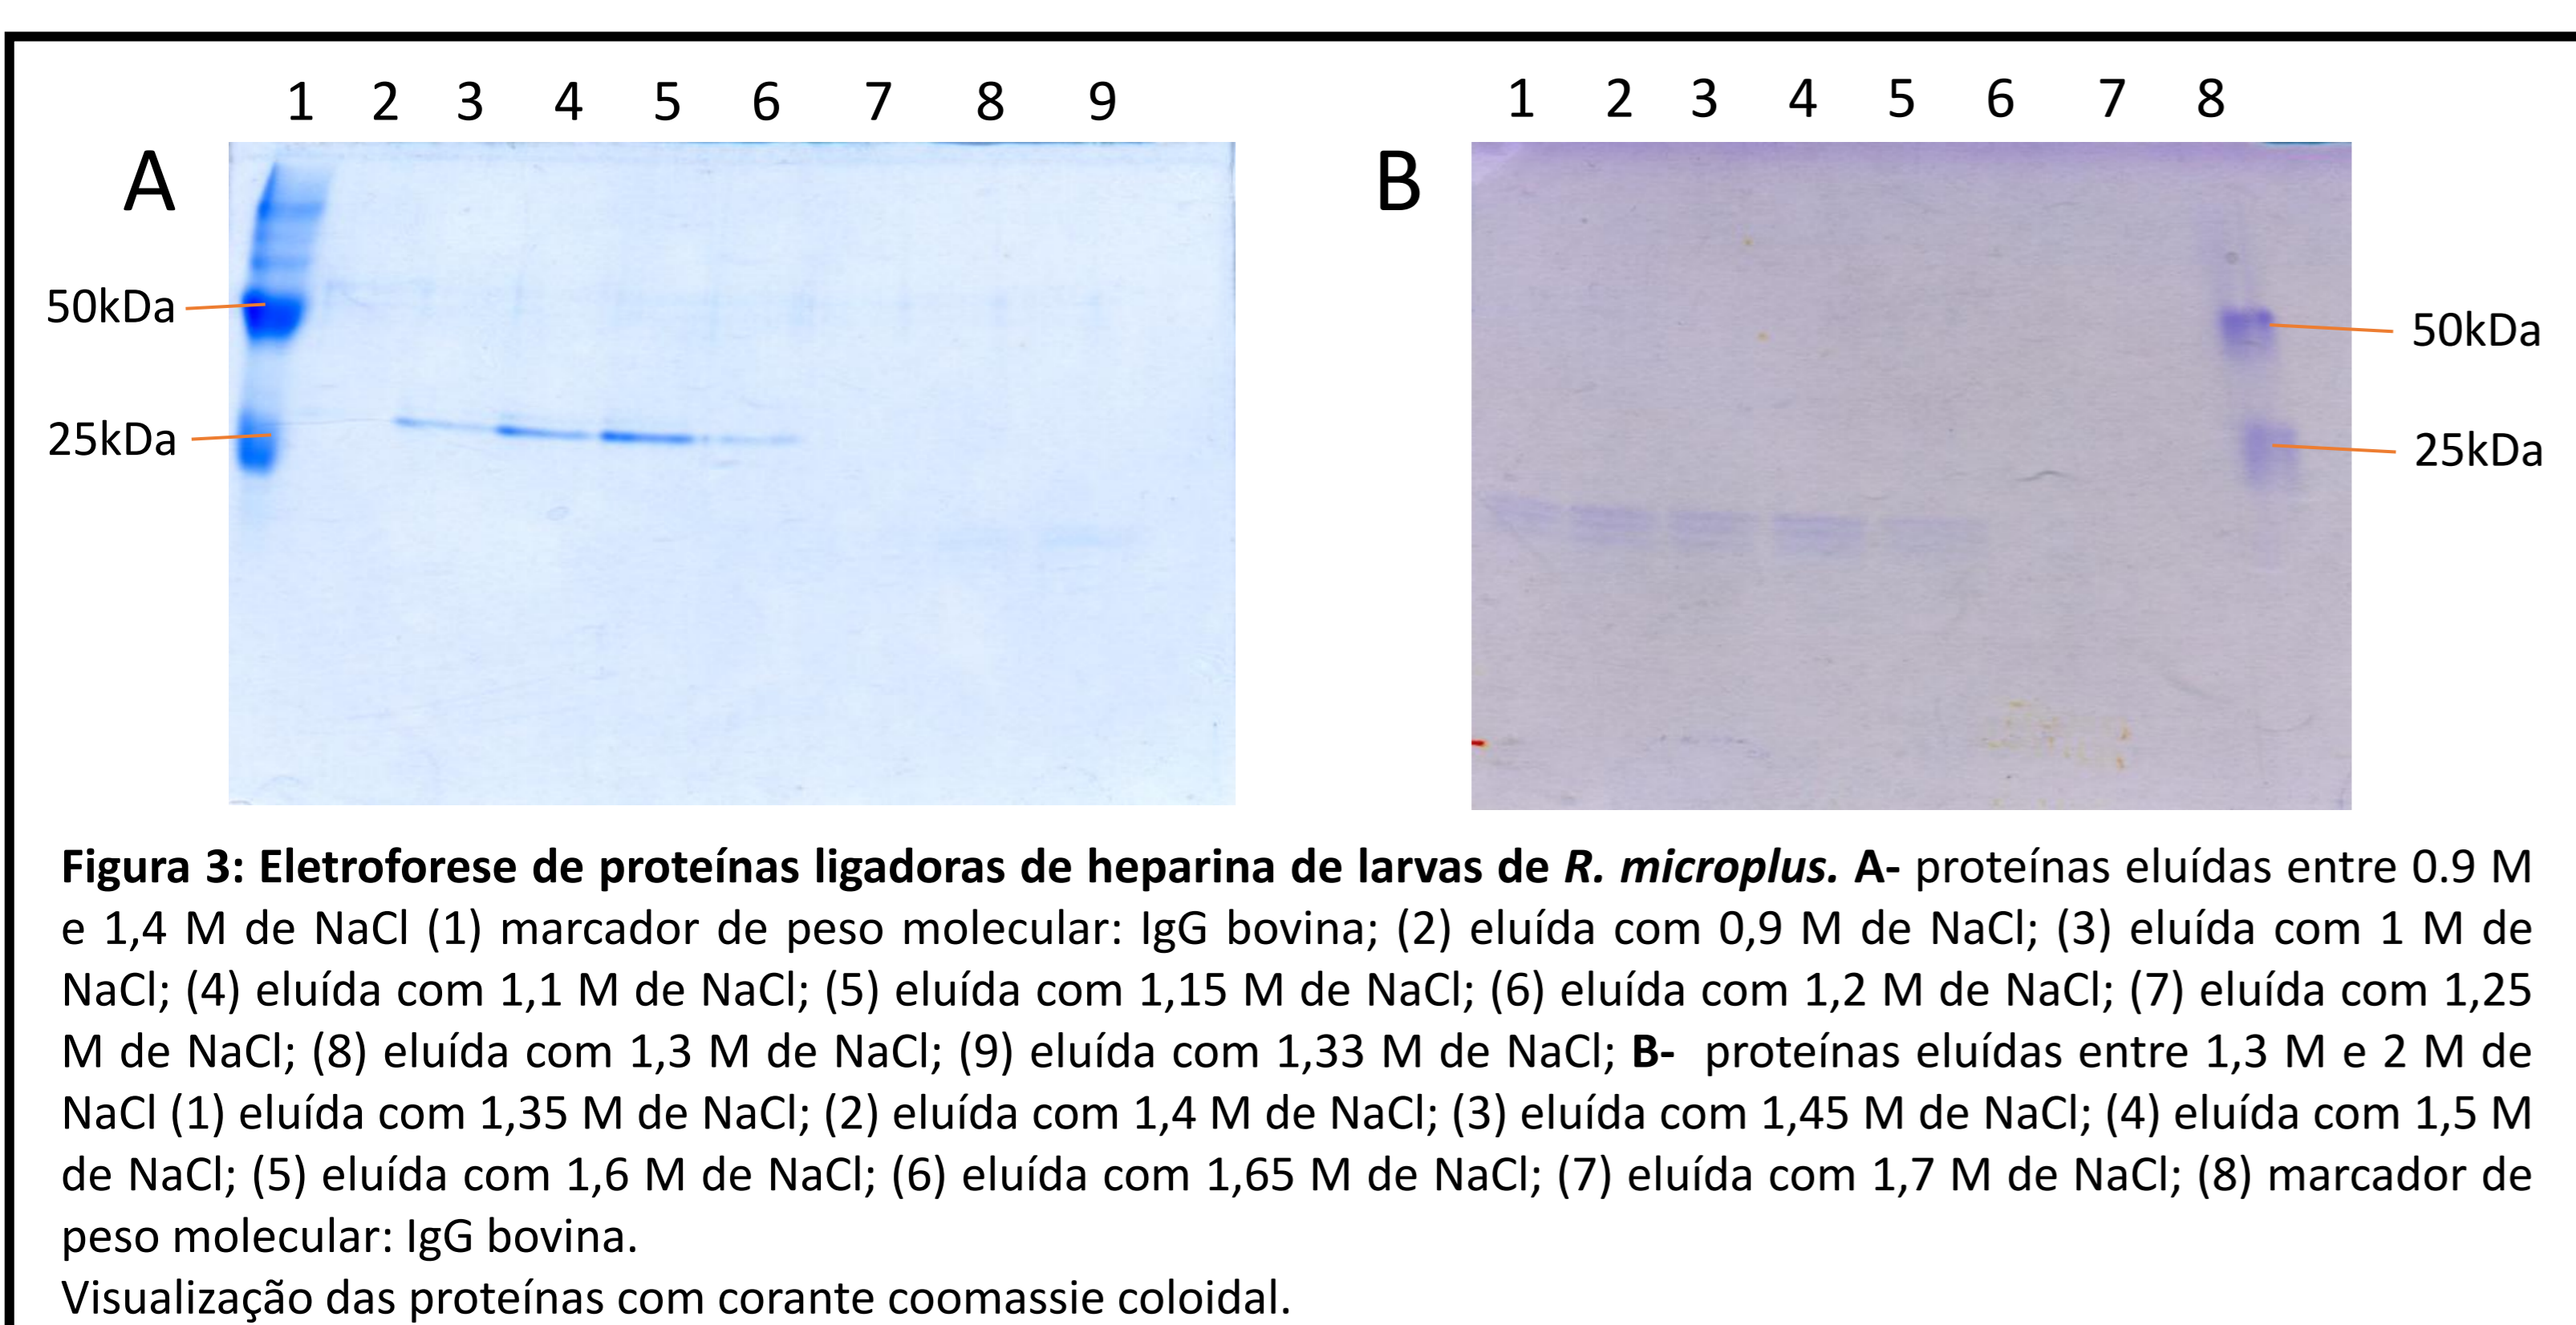 1 2 3 4 5 6 7 8 9
1 2 3 4 5 6 7 8
A
B
50kDa
25kDa
50kDa
25kDa
Figura 3: Eletroforese de proteínas ligadoras de heparina de larvas de R. microplus. A- proteínas eluídas entre 0.9 M
e 1,4 M de NaCl (1) marcador de peso molecular: IgG bovina; (2) eluída com 0,9 M de NaCl; (3) eluída com 1 M de
NaCl; (4) eluída com 1,1 M de NaCl; (5) eluída com 1,15 M de NaCl; (6) eluída com 1,2 M de NaCl; (7) eluída com 1,25
M de NaCl; (8) eluída com 1,3 M de NaCl; (9) eluída com 1,33 M de NaCl; B- proteínas eluídas entre 1,3 M e 2 M de
NaCl (1) eluída com 1,35 M de NaCl; (2) eluída com 1,4 M de NaCl; (3) eluída com 1,45 M de NaCl; (4) eluída com 1,5 M
de NaCl; (5) eluída com 1,6 M de NaCl; (6) eluída com 1,65 M de NaCl; (7) eluída com 1,7 M de NaCl; (8) marcador de
peso molecular: IgG bovina.
Visualização das proteínas com corante coomassie coloidal.